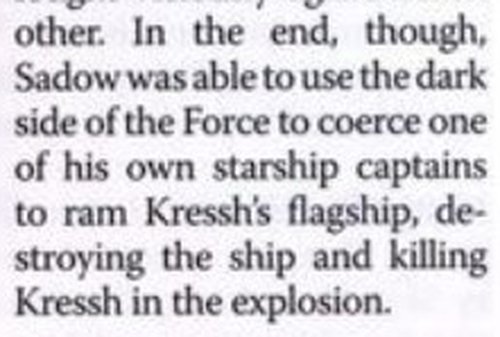 other. In the end, though,
Sadow was able to use the dark
side of the Force to coerce one
of his own starship captains
to ram Kressh's flagship, de-
stroying the ship and killing
Kressh in the explosion.